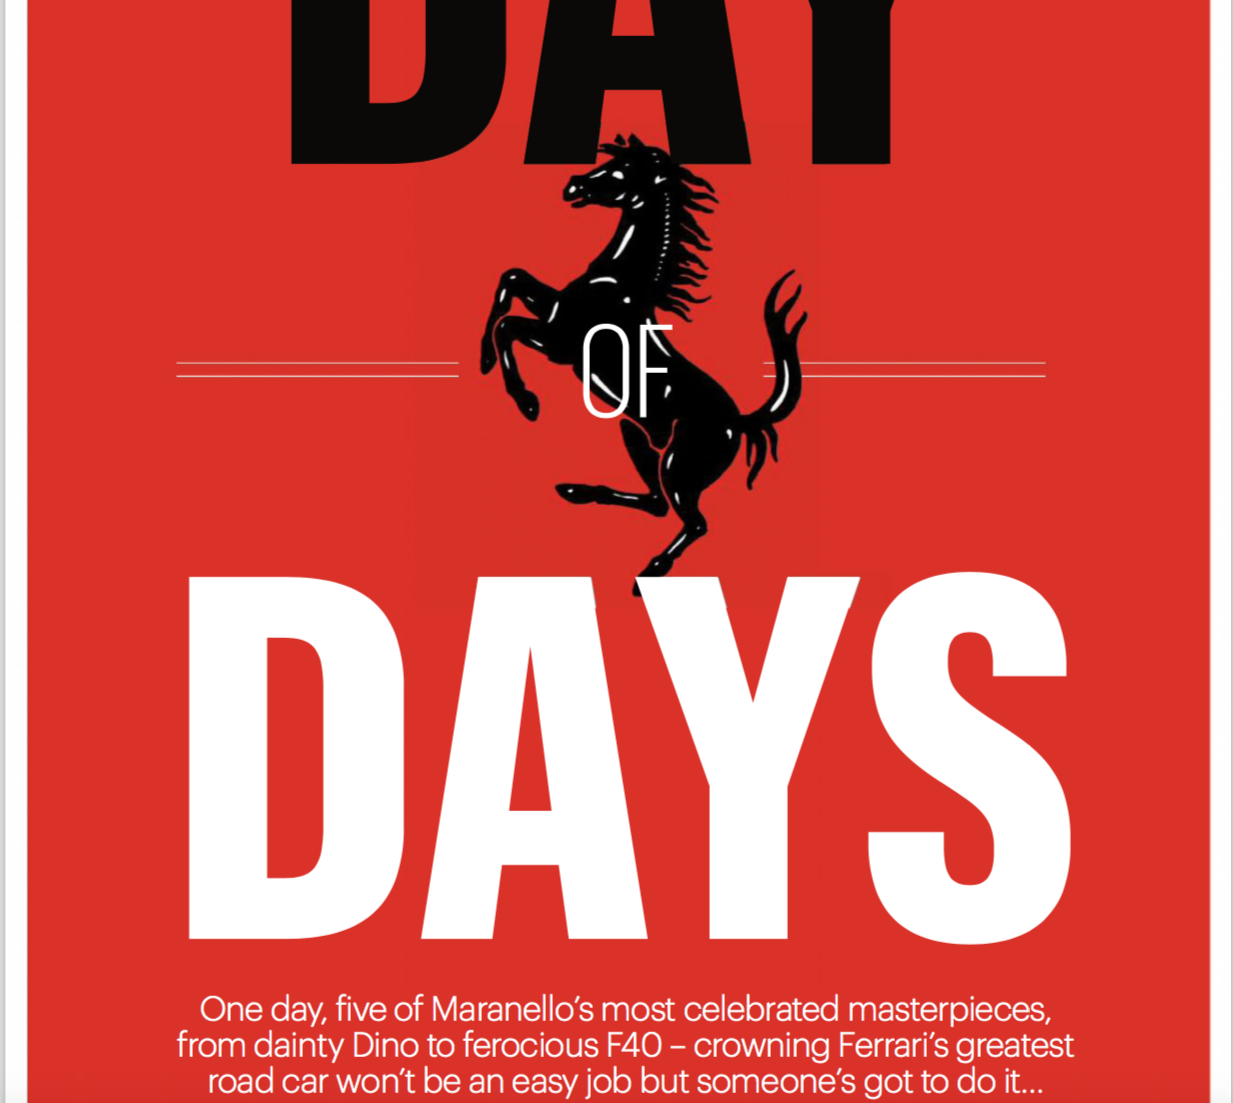 DAY
OF
DAYS
One day, five of Maranello’s most celebrated masterpieces,
from dainty Dino to ferocious F40 – crowning Ferrari’s greatest
road car won’t be an easy job but someone’s got to do it...